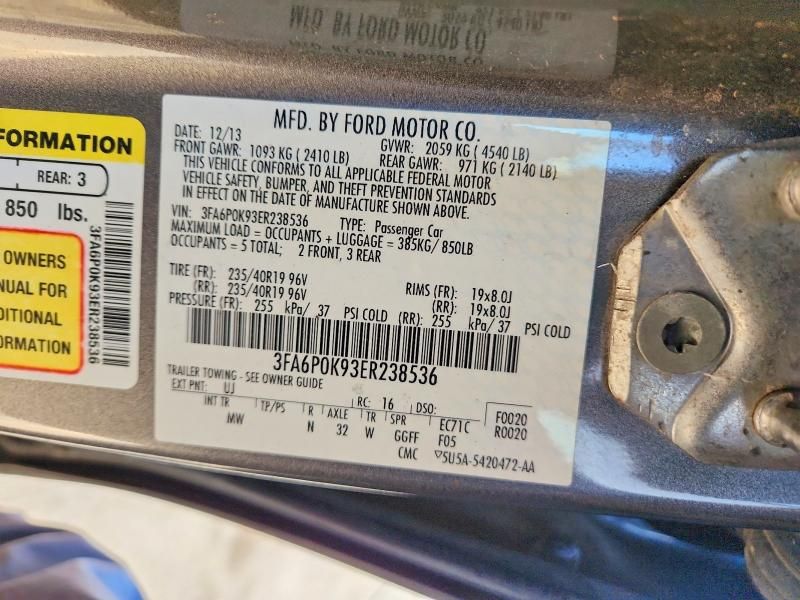 MFD. BY FORD MOTOR CO
FORMATION
REAR: 3
850 lbs.
OWNERS
NUAL FOR
DITIONAL
ORMATION
3FA6P0K93ER238536
MFD. BY FORD MOTOR CO.
DATE: 12/13 GVWR: 2059 KG (4540 LB)
FRONT GAWR: 1093 KG (2410 LB) REAR GAWR: 971 KG (2140 LB)
THIS VEHICLE CONFORMS TO ALL APPLICABLE FEDERAL MOTOR
VEHICLE SAFETY, BUMPER, AND THEFT PREVENTION STANDARDS
IN EFFECT ON THE DATE OF MANUFACTURE SHOWN ABOVE.
VIN: 3FA6P0K93ER238536 TYPE: Passenger Car
MAXIMUM LOAD = OCCUPANTS + LUGGAGE = 385KG/ 850LB
OCCUPANTS = 5 TOTAL; 2 FRONT, 3 REAR
TIRE (FR): 235/40R19 96V RIMS (FR): 19x8.0J
(RR): 235/40R19 96V (RR): 19x8.0J
PRESSURE (FR): 255 kPa/ 37 PSI COLD (RR): 255 kPa/ 37 PSI COLD
3FA6P0K93ER238536
TRAILER TOWING - SEE OWNER GUIDE
EXT PNT: UJ RC: 16 DSO: F0020
INT TR TP/PS R AXLE TR SPR EC71C R0020
MW N 32 W GGFF F05
CMC ▽5U5A-5420472-AA